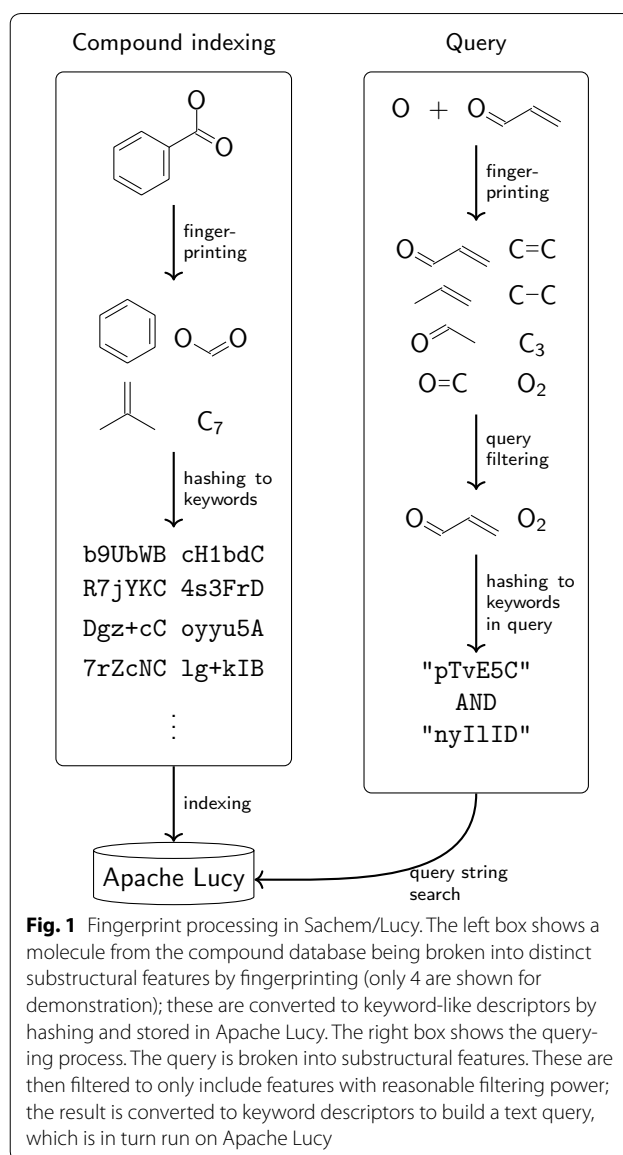 Compound indexing
O
O
finger-
printing
O O
C7
hashing to
keywords
b9UbWB cH1bdC
R7jYKC 4s3FrD
Dgz+cC oyyu5A
7rZcNC lg+kIB
⋮
indexing
Query
O + O
finger-
printing
O C=C
C−C
O C3
O=C O2
query
filtering
O O2
hashing to
keywords
in query
"pTvE5C"
AND
"nyIlID"
query string
search
Apache Lucy
Fig. 1 Fingerprint processing in Sachem/Lucy. The left box shows a
molecule from the compound database being broken into distinct
substructural features by fingerprinting (only 4 are shown for
demonstration); these are converted to keyword-like descriptors by
hashing and stored in Apache Lucy. The right box shows the query-
ing process. The query is broken into substructural features. These are
then filtered to only include features with reasonable filtering power;
the result is converted to keyword descriptors to build a text query,
which is in turn run on Apache Lucy